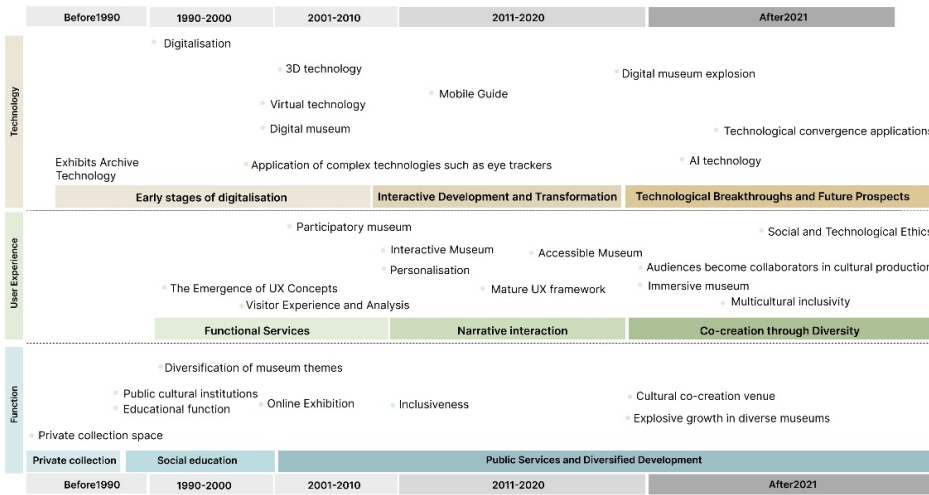 Before1990
1990-2000
2001-2010
2011-2020
After2021
Technology
Digitalisation
3D technology
Digital museum explosion
Mobile Guide
Virtual technology
Digital museum
Technological convergence applications
Exhibits Archive
Technology
Application of complex technologies such as eye trackers
AI technology
Early stages of digitalisation
Interactive Development and Transformation
Technological Breakthroughs and Future Prospects
User Experience
Participatory museum
Social and Technological Ethics
Interactive Museum
Accessible Museum
Personalisation
Audiences become collaborators in cultural production
The Emergence of UX Concepts
Mature UX framework
Immersive museum
Visitor Experience and Analysis
Multicultural inclusivity
Functional Services
Narrative interaction
Co-creation through Diversity
Function
Diversification of museum themes
Public cultural institutions
Educational function
Online Exhibition
Inclusiveness
Cultural co-creation venue
Explosive growth in diverse museums
Private collection space
Private collection
Social education
Public Services and Diversified Development
Before1990
1990-2000
2001-2010
2011-2020
After2021